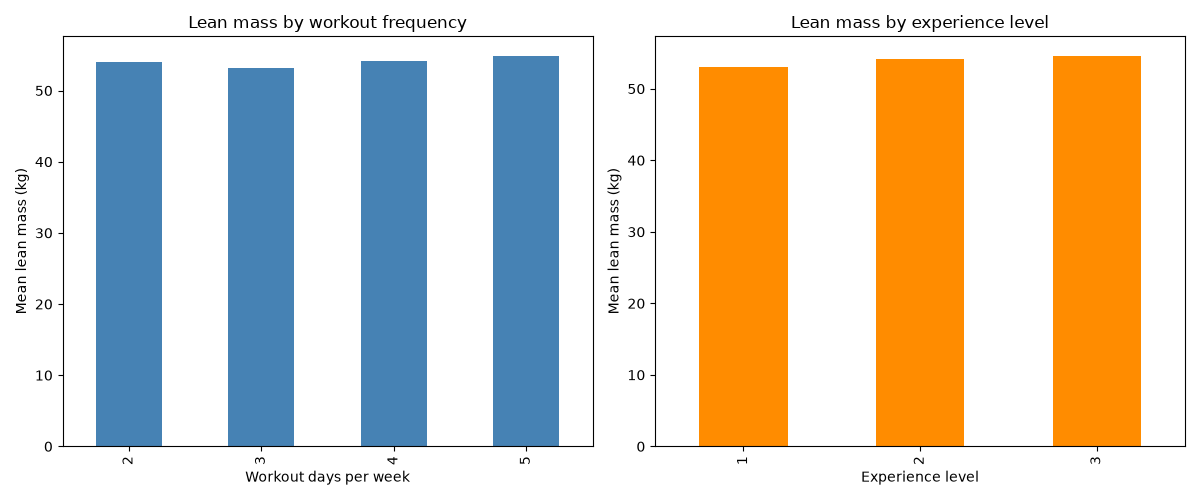 Lean mass by workout frequency
Mean lean mass (kg)
50
40
30
20
10
0
2 3 4 5
Workout days per week
Lean mass by experience level
Mean lean mass (kg)
50
40
30
20
10
0
1 2 3
Experience level